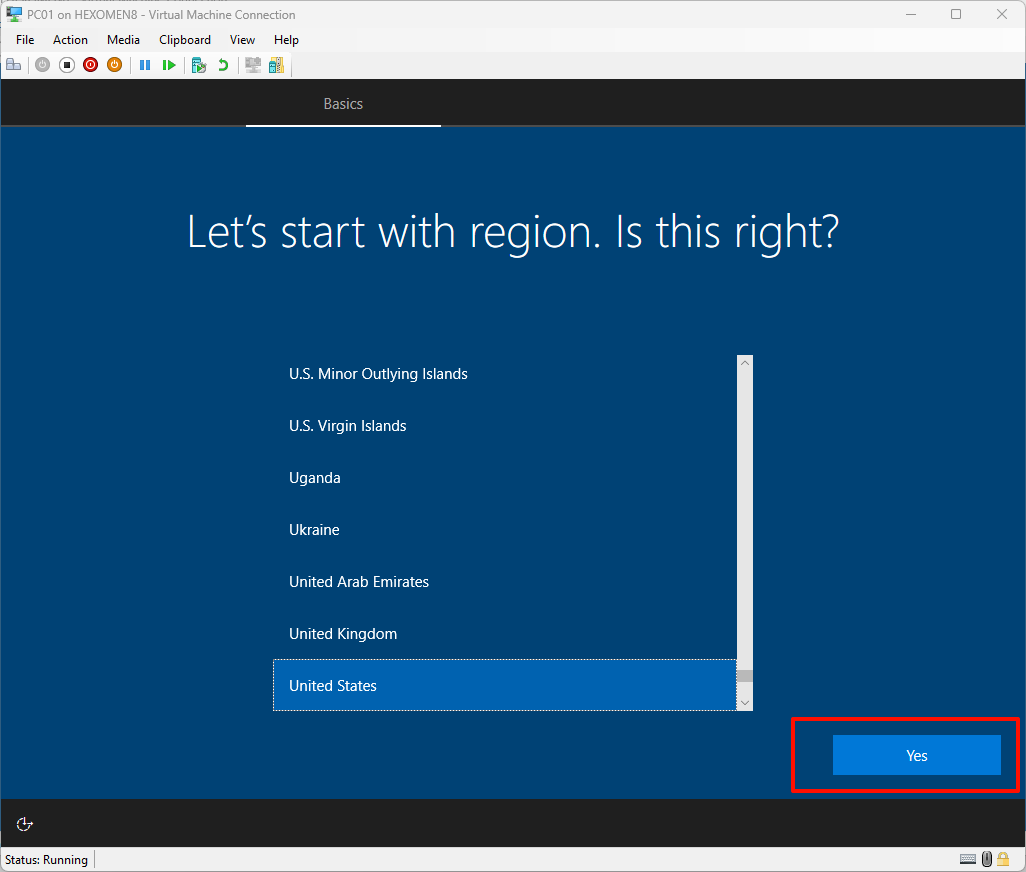 PC01 on HEXOMEN8 - Virtual Machine Connection
File Action Media Clipboard View Help
Basics
Let's start with region. Is this right?
U.S. Minor Outlying Islands
U.S. Virgin Islands
Uganda
Ukraine
United Arab Emirates
United Kingdom
United States
Yes
Status: Running